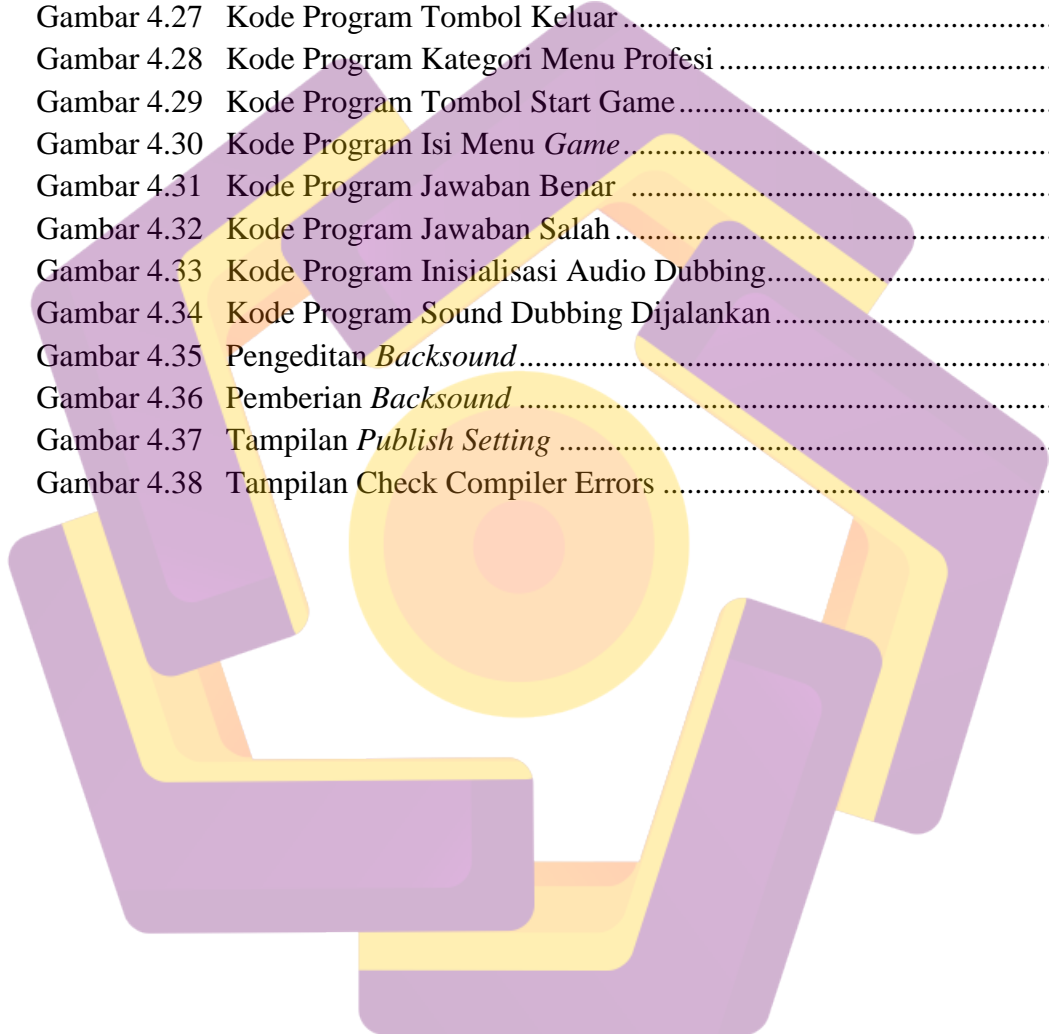 Gambar 4.27 Kode Program Tombol Keluar ........................................................
Gambar 4.28 Kode Program Kategori Menu Profesi ...........................................
Gambar 4.29 Kode Program Tombol Start Game ................................................
Gambar 4.30 Kode Program Isi Menu Game .......................................................
Gambar 4.31 Kode Program Jawaban Benar ......................................................
Gambar 4.32 Kode Program Jawaban Salah .........................................................
Gambar 4.33 Kode Program Inisialisasi Audio Dubbing ....................................
Gambar 4.34 Kode Program Sound Dubbing Dijalankan ...................................
Gambar 4.35 Pengeditan Backsound .....................................................................
Gambar 4.36 Pemberian Backsound .....................................................................
Gambar 4.37 Tampilan Publish Setting ................................................................
Gambar 4.38 Tampilan Check Compiler Errors ..................................................